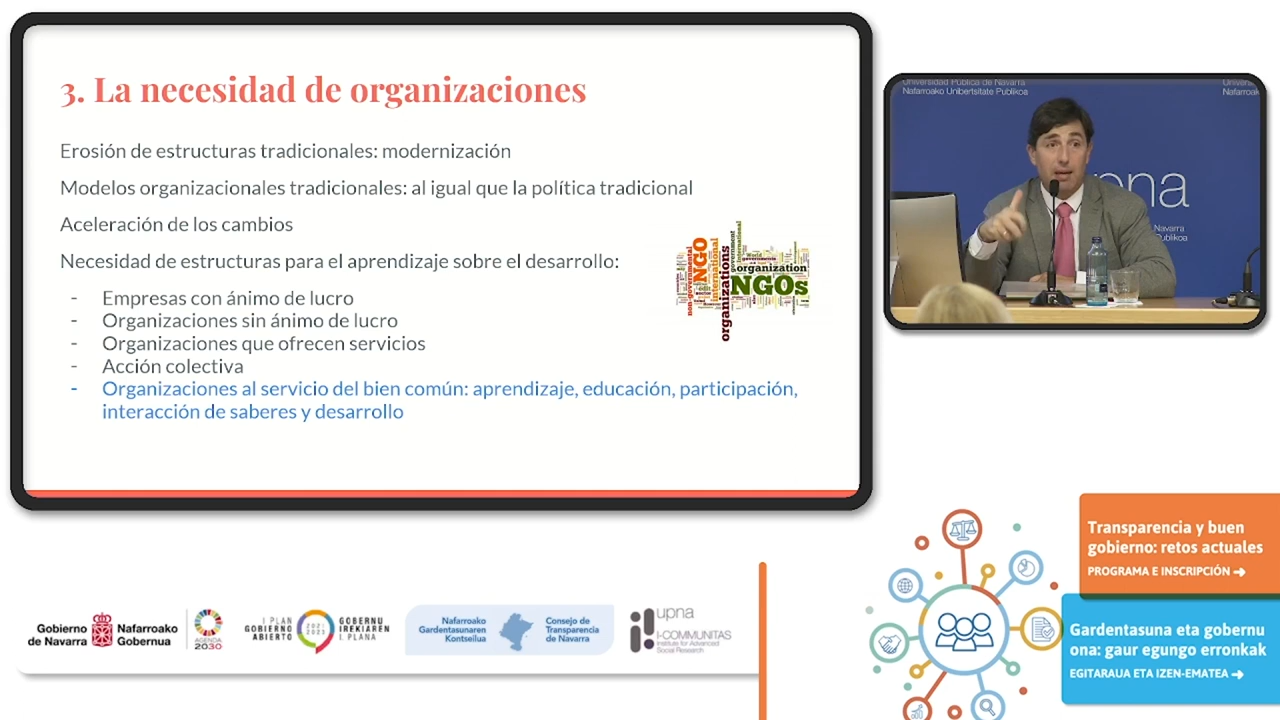 3. La necesidad de organizaciones
Erosión de estructuras tradicionales: modernización
Modelos organizacionales tradicionales: al igual que la política tradicional
Aceleración de los cambios
Necesidad de estructuras para el aprendizaje sobre el desarrollo:
- Empresas con ánimo de lucro
- Organizaciones sin ánimo de lucro
- Organizaciones que ofrecen servicios
- Acción colectiva
- Organizaciones al servicio del bien común: aprendizaje, educación, participación,
interacción de saberes y desarrollo
NGO
international
organizations
organization
NGOs
Universidad Pública de Navarra
Nafarroako Unibertsitate Publikoa
Nafarroak
upna
Navarra
Publikoa
Transparencia y buen
gobierno: retos actuales
PROGRAMA E INSCRIPCIÓN ➜
Gardentasuna eta gobernu
ona: gaur egungo erronkak
EGITARAUA ETA IZEN-EMATEA ➜
Gobierno
de Navarra
Nafarroako
Gobernua
AGENDA
2030
I PLAN
GOBIERNO
ABIERTO
2021
GOBERNU
IREKIAREN
I. PLANA
Nafarroako
Gardentasunaren
Kontseilua
Consejo de
Transparencia
de Navarra
upna
I-COMMUNITAS
Institute for Advanced
Social Research